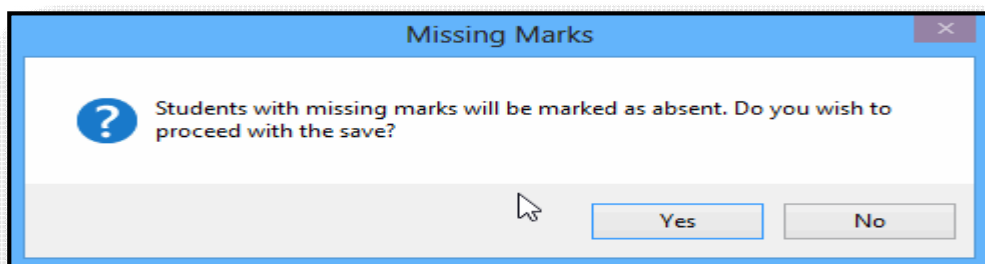 Missing Marks
Students with missing marks will be marked as absent. Do you wish to
proceed with the save?
Yes
No